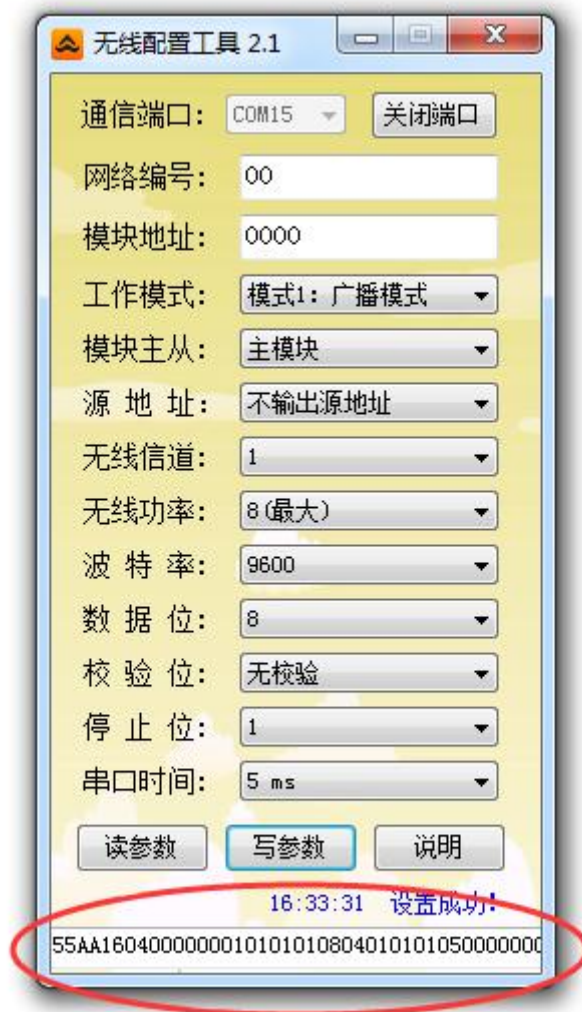 无线配置工具 2.1
通信端口: COM15 关闭端口
网络编号: 00
模块地址: 0000
工作模式: 模式1: 广播模式
模块主从: 主模块
源 地 址: 不输出源地址
无线信道: 1
无线功率: 8(最大)
波 特 率: 9600
数 据 位: 8
校 验 位: 无校验
停 止 位: 1
串口时间: 5 ms
读参数 写参数 说明
16:33:31 设置成功!
55AA1604000000010101010804010101050000000